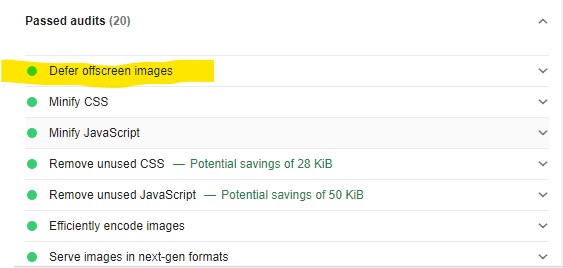 Passed audits (20)
Defer offscreen images
Minify CSS
Minify JavaScript
Remove unused CSS — Potential savings of 28 KiB
Remove unused JavaScript — Potential savings of 50 KiB
Efficiently encode images
Serve images in next-gen formats